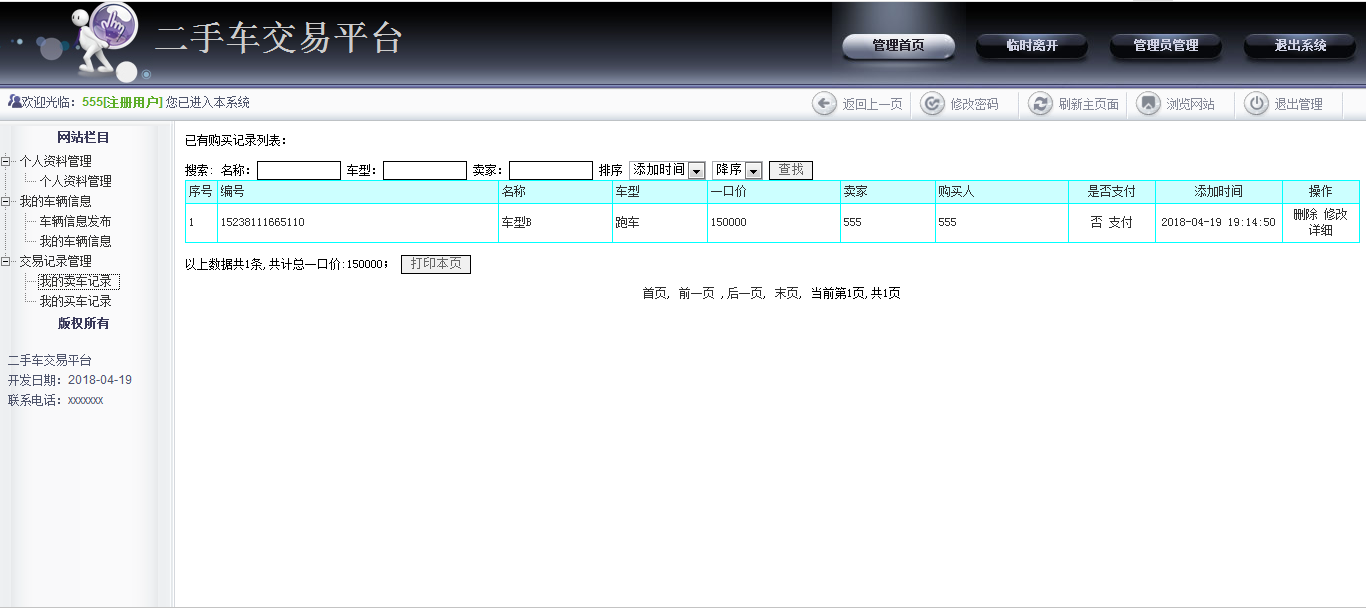 二手车交易平台
管理首页 临时离开 管理员管理 退出系统
欢迎光临：555[注册用户] 您已进入本系统
返回上一页 修改密码 刷新主页面 浏览网站 退出管理
网站栏目
个人资料管理
个人资料管理
我的车辆信息
车辆信息发布
我的车辆信息
交易记录管理
我的卖车记录
我的买车记录
版权所有
二手车交易平台
开发日期：2018-04-19
联系电话：xxxxxxx
已有购买记录列表：
搜索: 名称： 车型： 卖家： 排序 添加时间 降序 查找
序号 编号 名称 车型 一口价 卖家 购买人 是否支付 添加时间 操作
1 15238111665110 车型B 跑车 150000 555 555 否 支付 2018-04-19 19:14:50 删除 修改
详细
以上数据共1条,共计总一口价:150000； 打印本页
首页, 前一页 ,后一页, 末页, 当前第1页,共1页